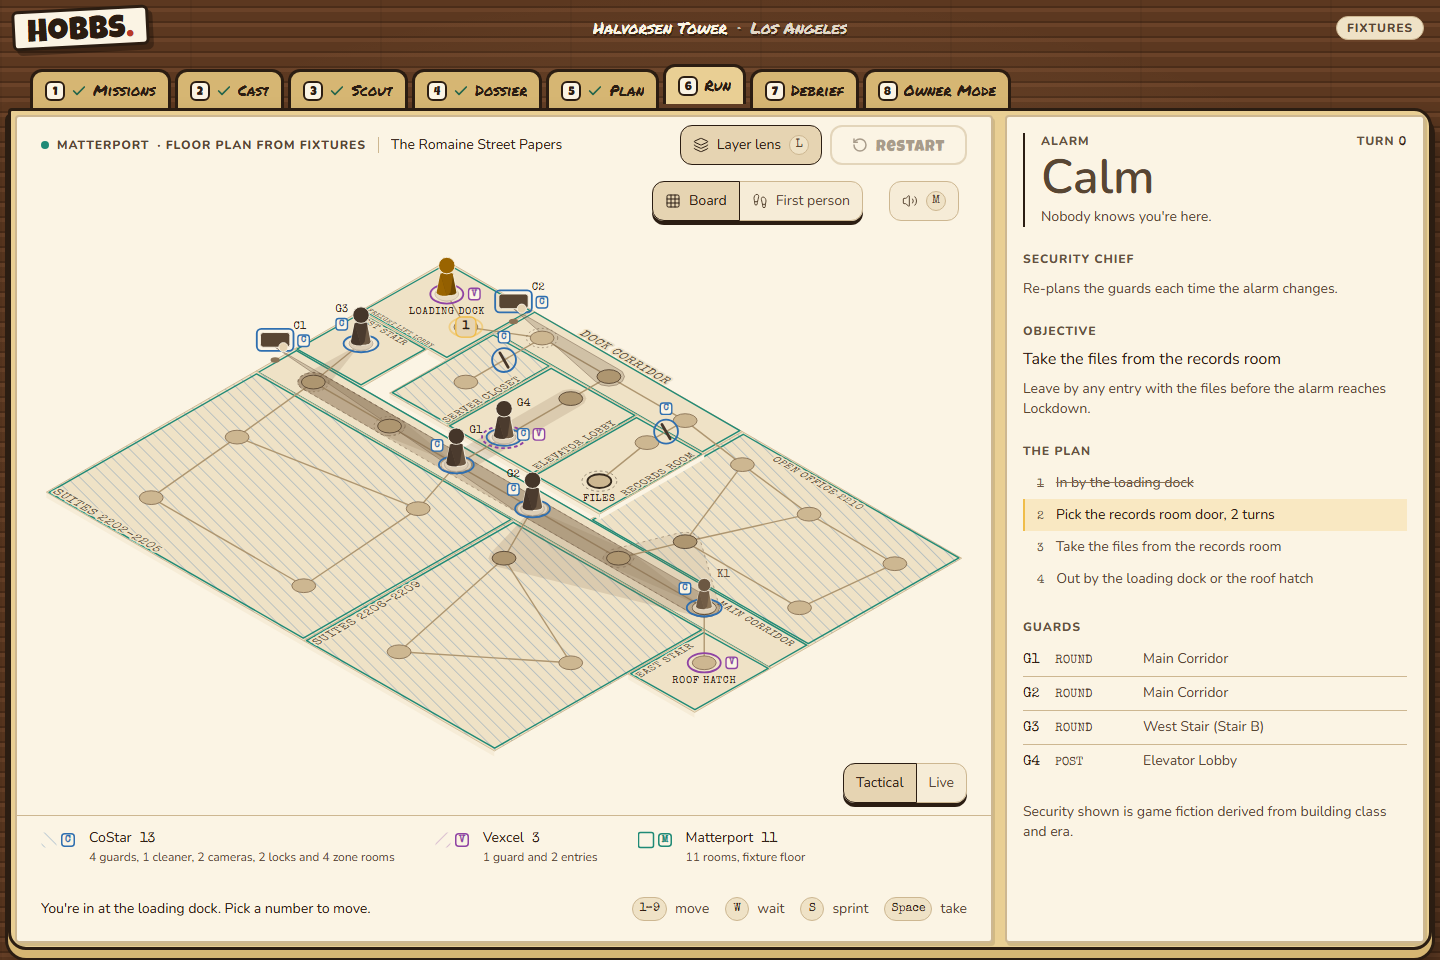 HOBBS.
Halvorsen Tower · Los Angeles
FIXTURES
1 Missions
2 Cast
3 Scout
4 Dossier
5 Plan
6 Run
7 Debrief
8 Owner Mode
MATTERPORT · FLOOR PLAN FROM FIXTURES
The Romaine Street Papers
Layer lens L
RESTART
Board
First person
M
C2
C
V
LOADING DOCK
1
G3
C
FREIGHT LIFT LOBBY
C1
C
C
DOCK CORRIDOR
SERVER CLOSET
G4
C V
C
G1
C
ELEVATOR LOBBY
RECORDS ROOM
OPEN OFFICE
G2
C
FILES
SUITES 2202-2205
SUITES 2206-2209
K1
C
MAIN CORRIDOR
EAST STAIR
V
ROOF HATCH
Tactical
Live
C CoStar 13
4 guards, 1 cleaner, 2 cameras, 2 locks and 4 zone rooms
V Vexcel 3
1 guard and 2 entries
M Matterport 11
11 rooms, fixture floor
You're in at the loading dock. Pick a number to move.
1-9 move
W wait
S sprint
Space take
ALARM
TURN 0
Calm
Nobody knows you're here.
SECURITY CHIEF
Re-plans the guards each time the alarm changes.
OBJECTIVE
Take the files from the records room
Leave by any entry with the files before the alarm reaches
Lockdown.
THE PLAN
1 In by the loading dock
2 Pick the records room door, 2 turns
3 Take the files from the records room
4 Out by the loading dock or the roof hatch
GUARDS
G1 ROUND Main Corridor
G2 ROUND Main Corridor
G3 ROUND West Stair (Stair B)
G4 POST Elevator Lobby
Security shown is game fiction derived from building class
and era.